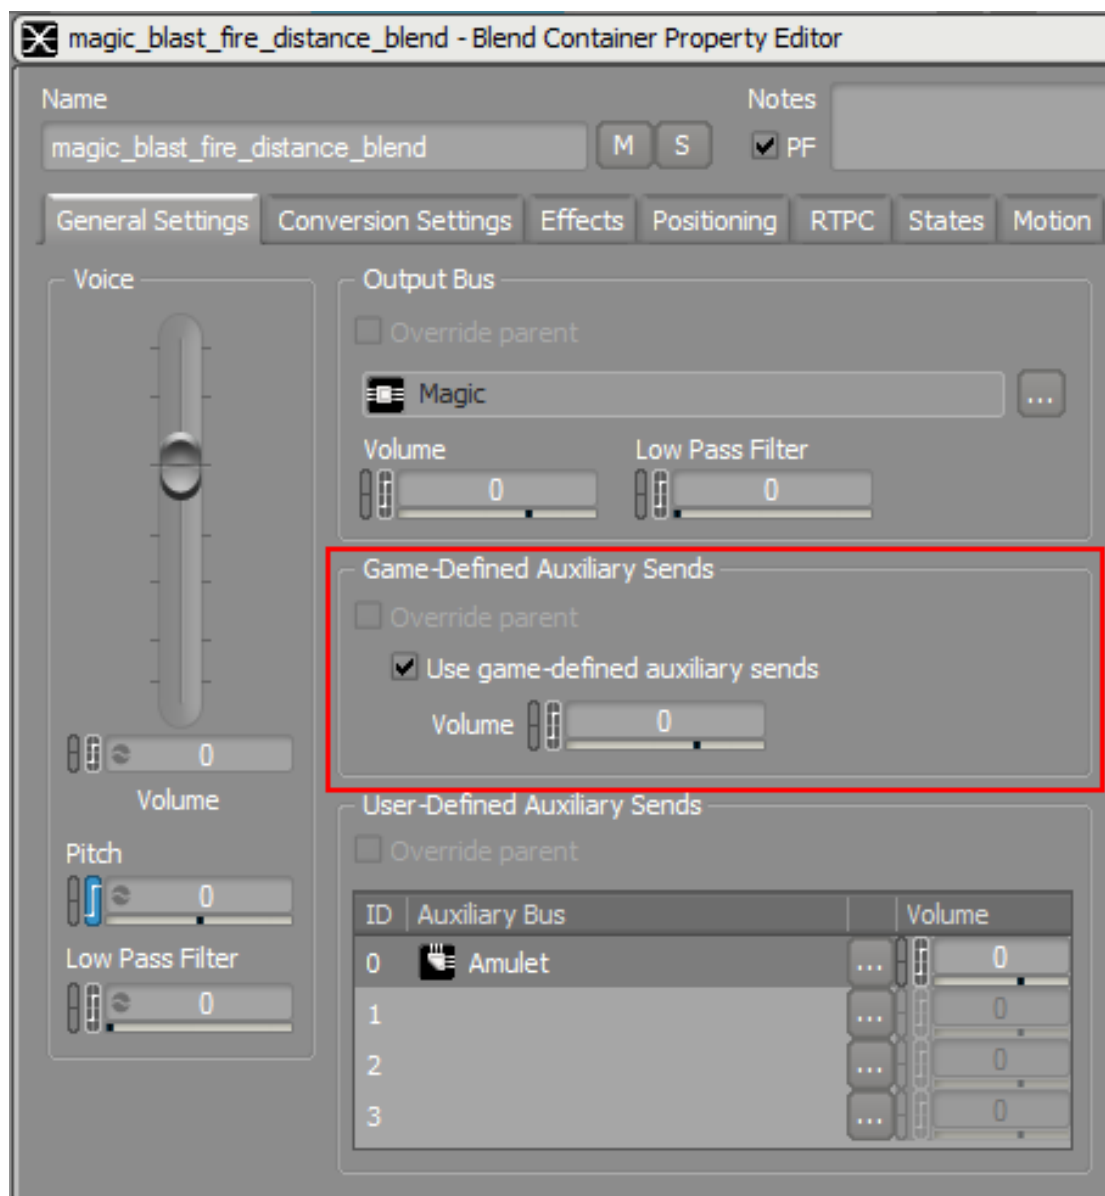 magic_blast_fire_distance_blend - Blend Container Property Editor
Name
Notes
magic_blast_fire_distance_blend
M
S
PF
General Settings
Conversion Settings
Effects
Positioning
RTPC
States
Motion
Voice
0
Volume
Pitch
0
Low Pass Filter
0
Output Bus
Override parent
Magic
...
Volume
Low Pass Filter
0
0
Game-Defined Auxiliary Sends
Override parent
Use game-defined auxiliary sends
Volume
0
User-Defined Auxiliary Sends
Override parent
ID Auxiliary Bus Volume
0 Amulet ... 0
1 ... 0
2 ... 0
3 ... 0